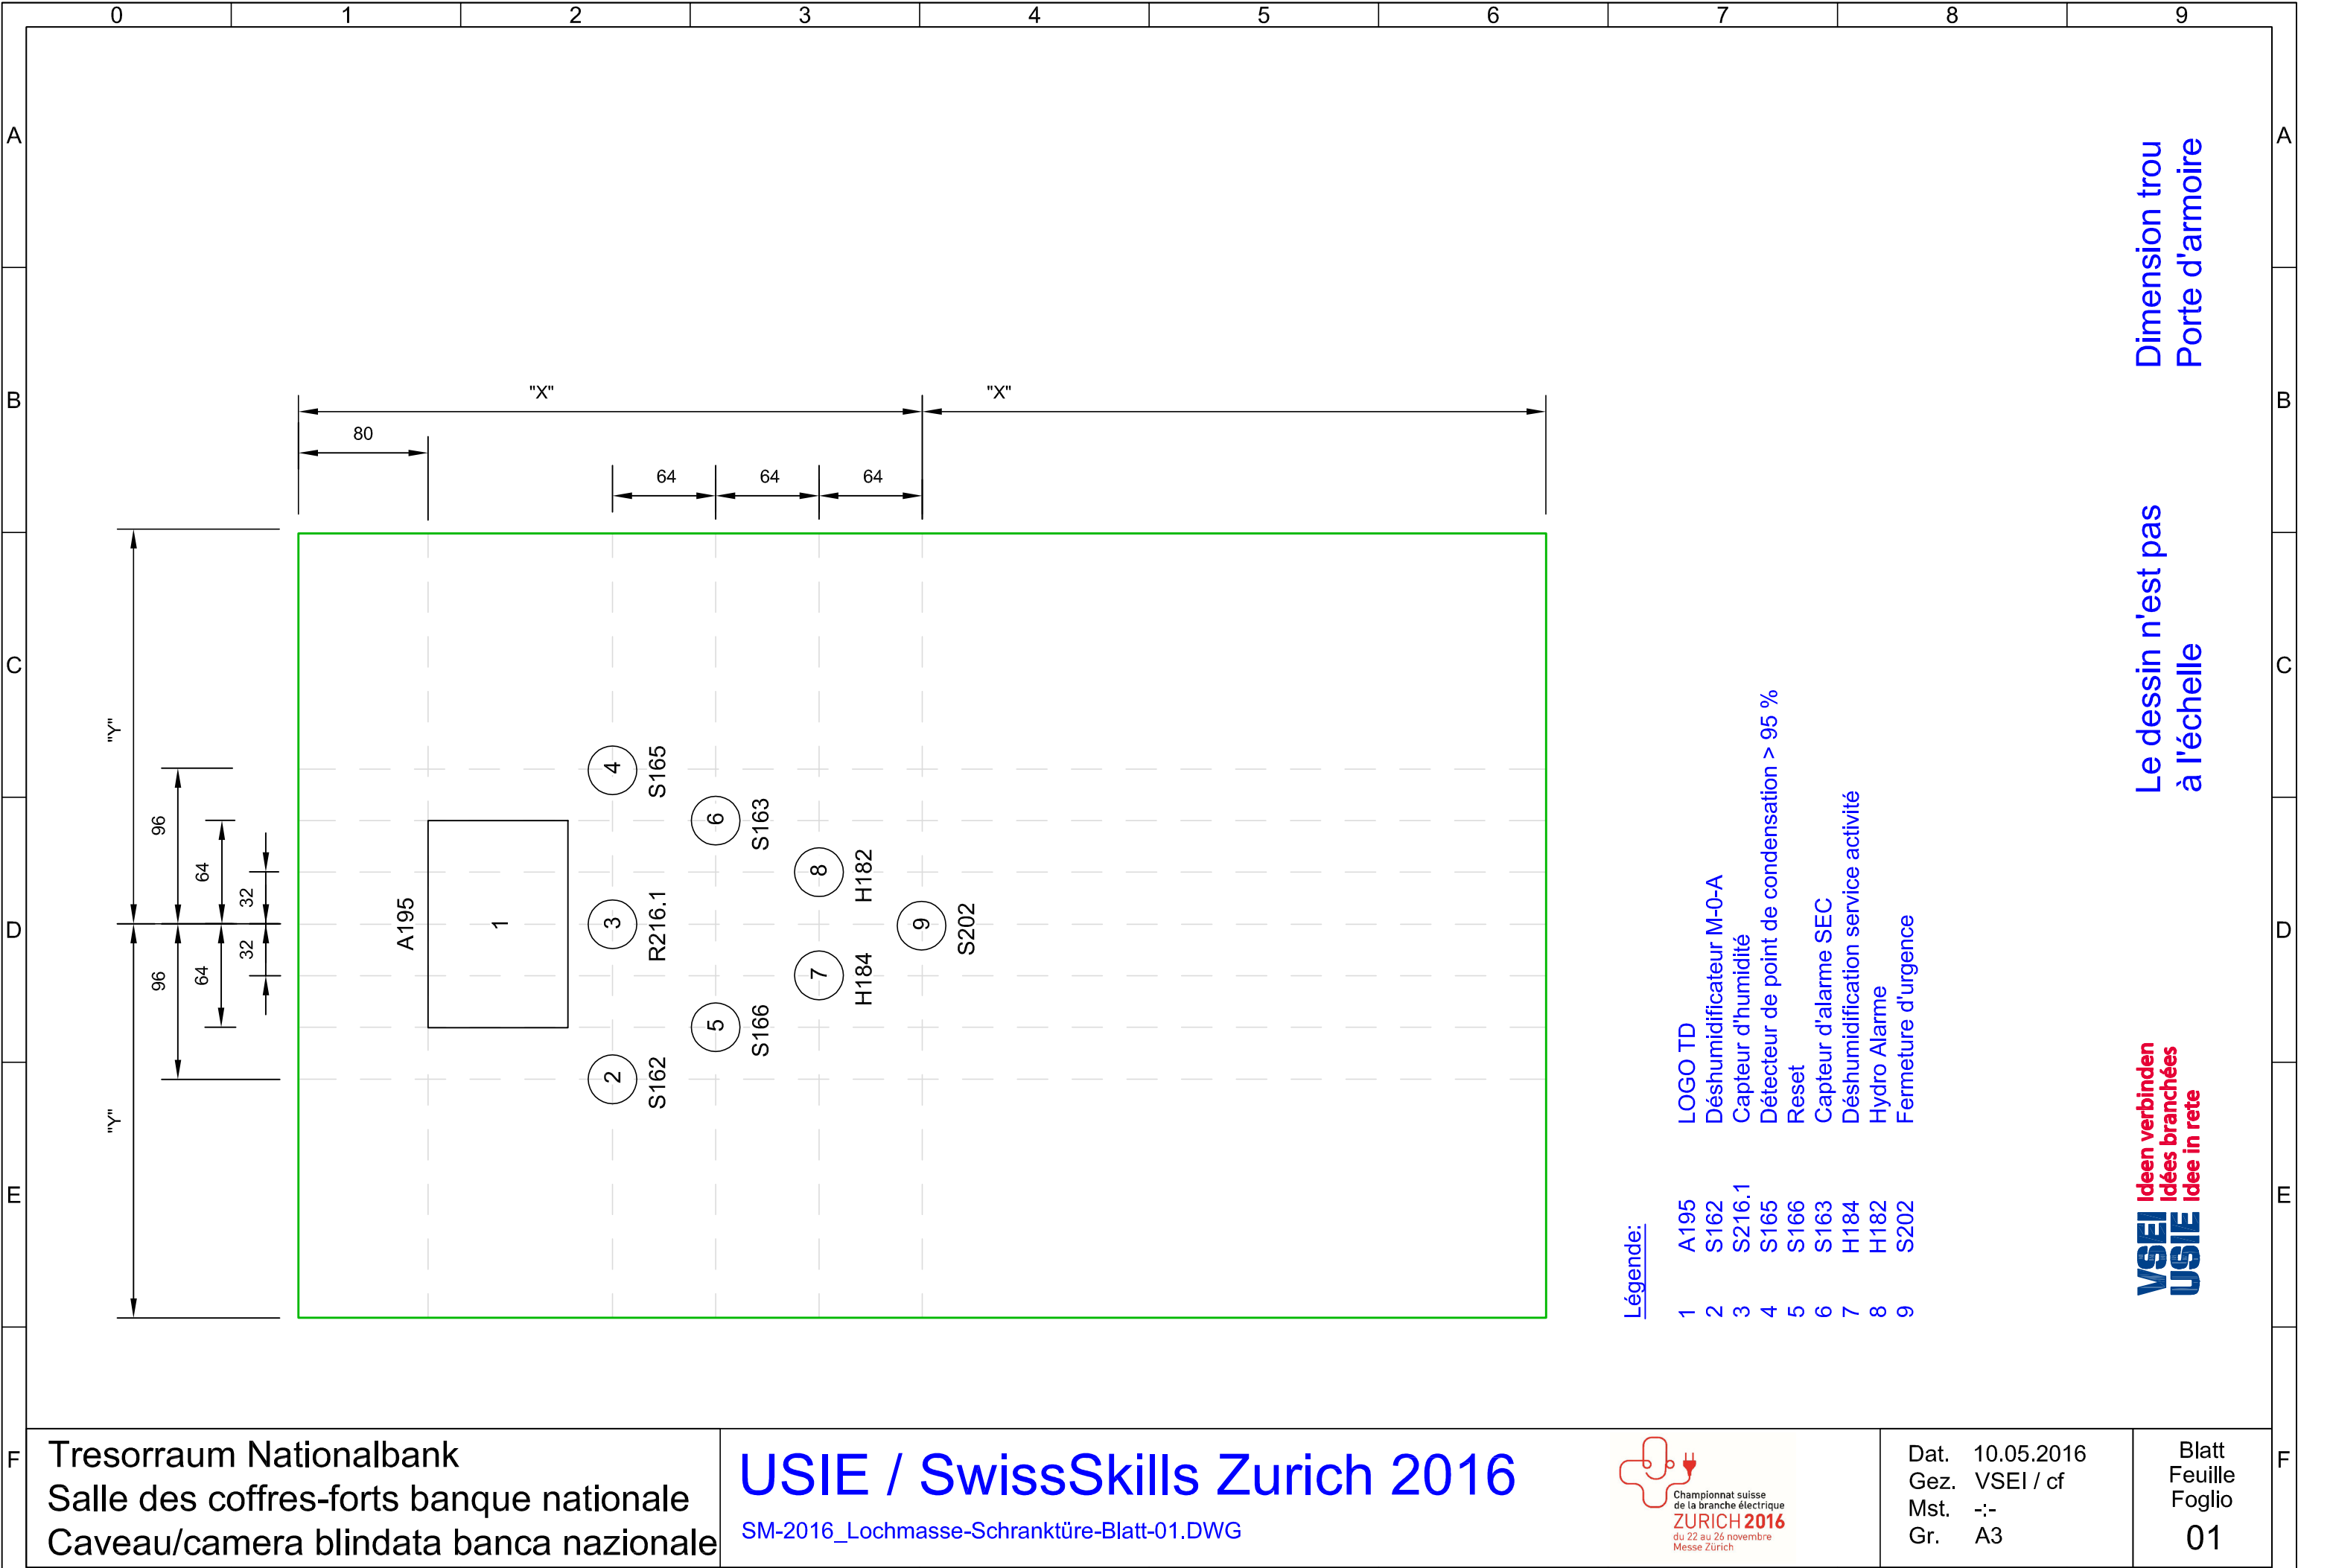 0 1 2 3 4 5 6 7 8 9
A A
B B
C C
D D
E E
F F
Dimension trou
Porte d'armoire
Le dessin n'est pas
à l'échelle
"X" "X"
80
64 64 64
"Y"
"Y"
96
64
32
32
64
96
A195
1
4 S165
3 R216.1
2 S162
6 S163
5 S166
8 H182
7 H184
9 S202
Légende:
1 A195 LOGO TD
2 S162 Déshumidificateur M-0-A
3 S216.1 Capteur d'humidité
4 S165 Détecteur de point de condensation > 95 %
5 S166 Reset
6 S163 Capteur d'alarme SEC
7 H184 Déshumidification service activité
8 H182 Hydro Alarme
9 S202 Fermeture d'urgence
VSEI Ideen verbinden
Idées branchées
USIE Idee in rete
Tresorraum Nationalbank
Salle des coffres-forts banque nationale
Caveau/camera blindata banca nazionale
USIE / SwissSkills Zurich 2016
SM-2016_Lochmasse-Schranktüre-Blatt-01.DWG
Championnat suisse
de la branche électrique
ZURICH 2016
du 22 au 26 novembre
Messe Zürich
Dat. 10.05.2016
Gez. VSEI / cf
Mst. -:-
Gr. A3
Blatt
Feuille
Foglio
01